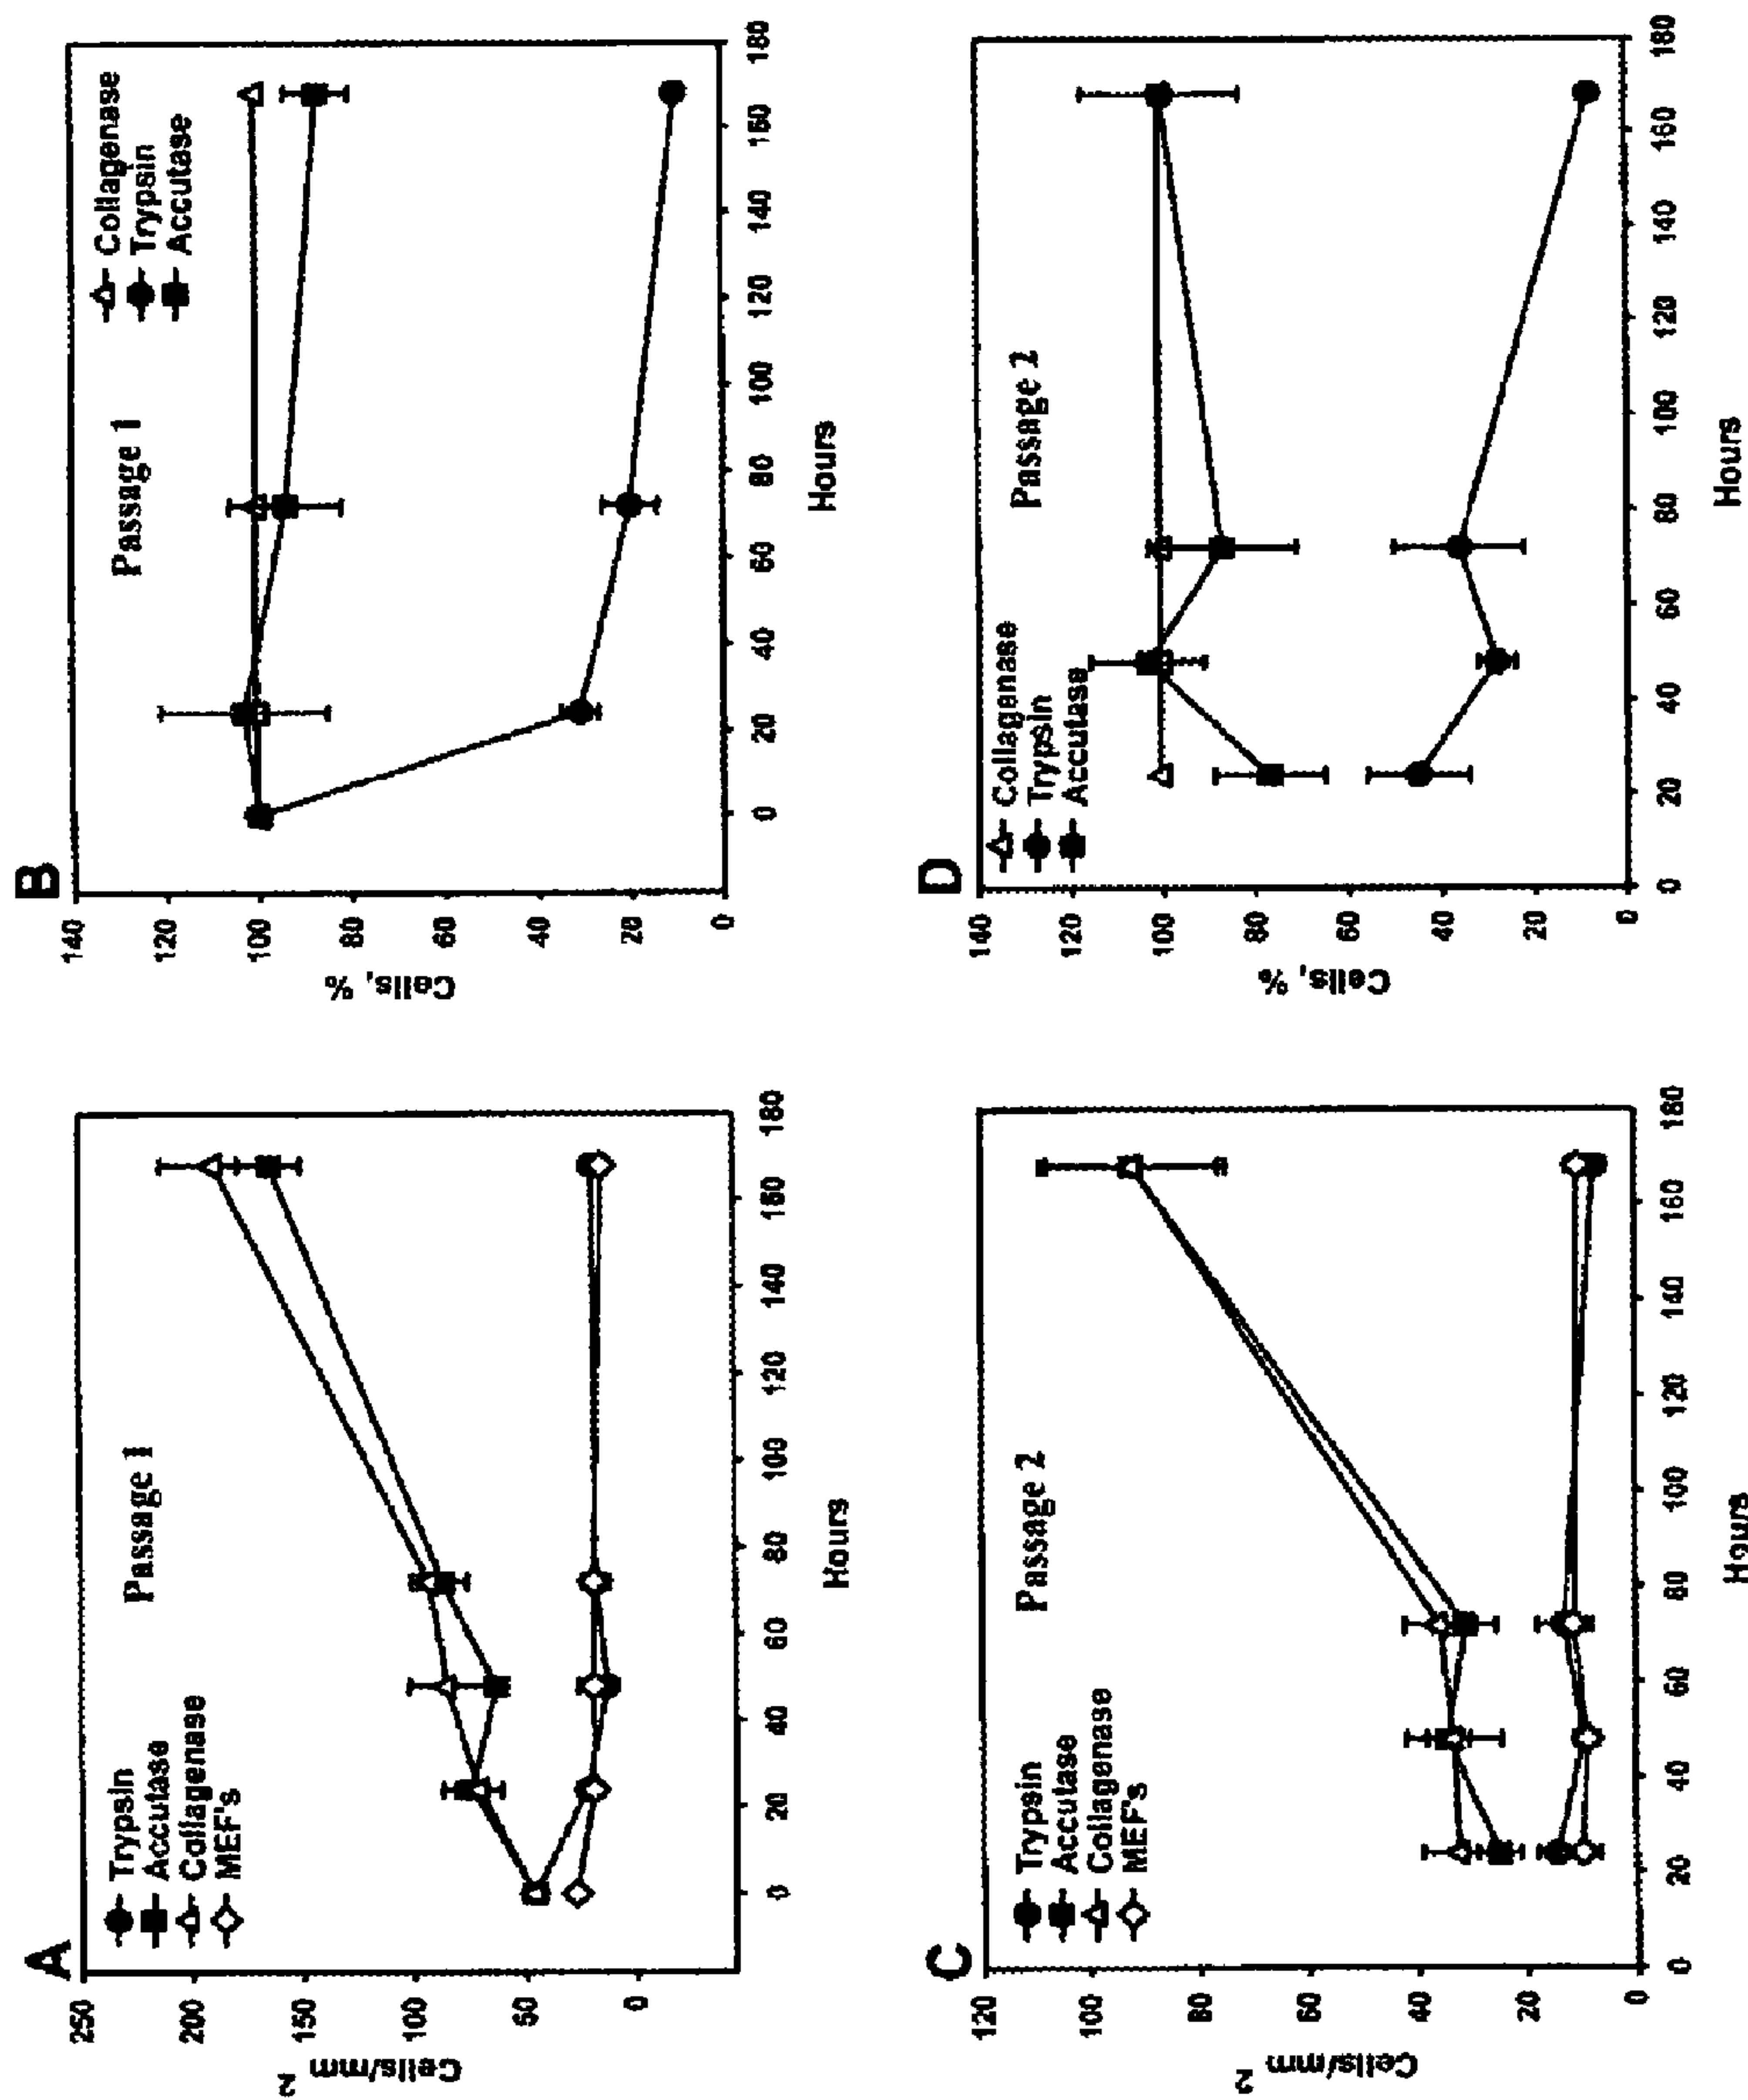 A
Passage 1
Trypsin
Accutase
Collagenase
MEF's
250
200
150
100
50
0
Cells/mm 2
0 20 40 60 80 100 120 140 160 180
Hours
B
Passage 1
Collagenase
Trypsin
Accutase
140
120
100
80
60
40
20
0
Cells, %
0 20 40 60 80 100 120 140 160 180
Hours
C
Passage 2
Trypsin
Accutase
Collagenase
MEF's
120
100
80
60
40
20
0
Cells/mm 2
0 20 40 60 80 100 120 140 160 180
Hours
D
Passage 2
Collagenase
Trypsin
Accutase
140
120
100
80
60
40
20
0
Cells, %
0 20 40 60 80 100 120 140 160 180
Hours